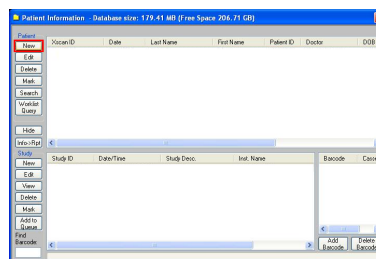 Patient Information - Database size: 179.41 MB (Free Space 206.71 GB)
Patient
New
Edit
Delete
Mark
Search
Worklist
Query
Hide
Info->Rpt
Xscan ID Date Last Name First Name Patient ID Doctor DOB
Study
New
Edit
View
Delete
Mark
Add to
Queue
Find
Barcode:
Study ID Date/Time Study Desc. Inst. Name
Barcode
Add
Barcode
Delete
Barcode